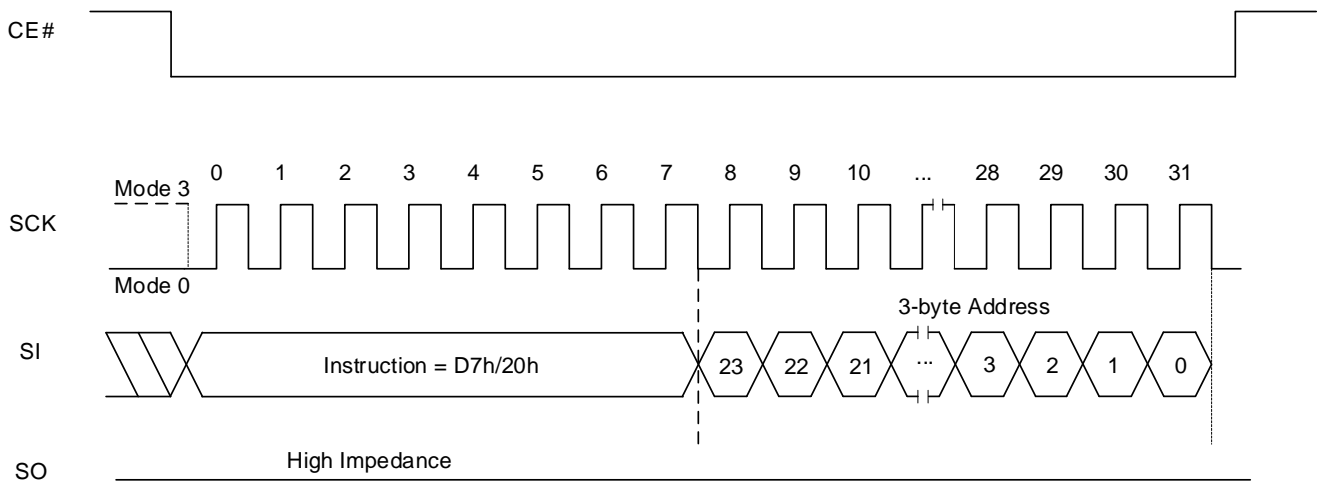 CE#
0 1 2 3 4 5 6 7 8 9 10 ... 28 29 30 31
Mode 3
SCK
Mode 0
3-byte Address
SI
Instruction = D7h/20h
23 22 21 ... 3 2 1 0
High Impedance
SO